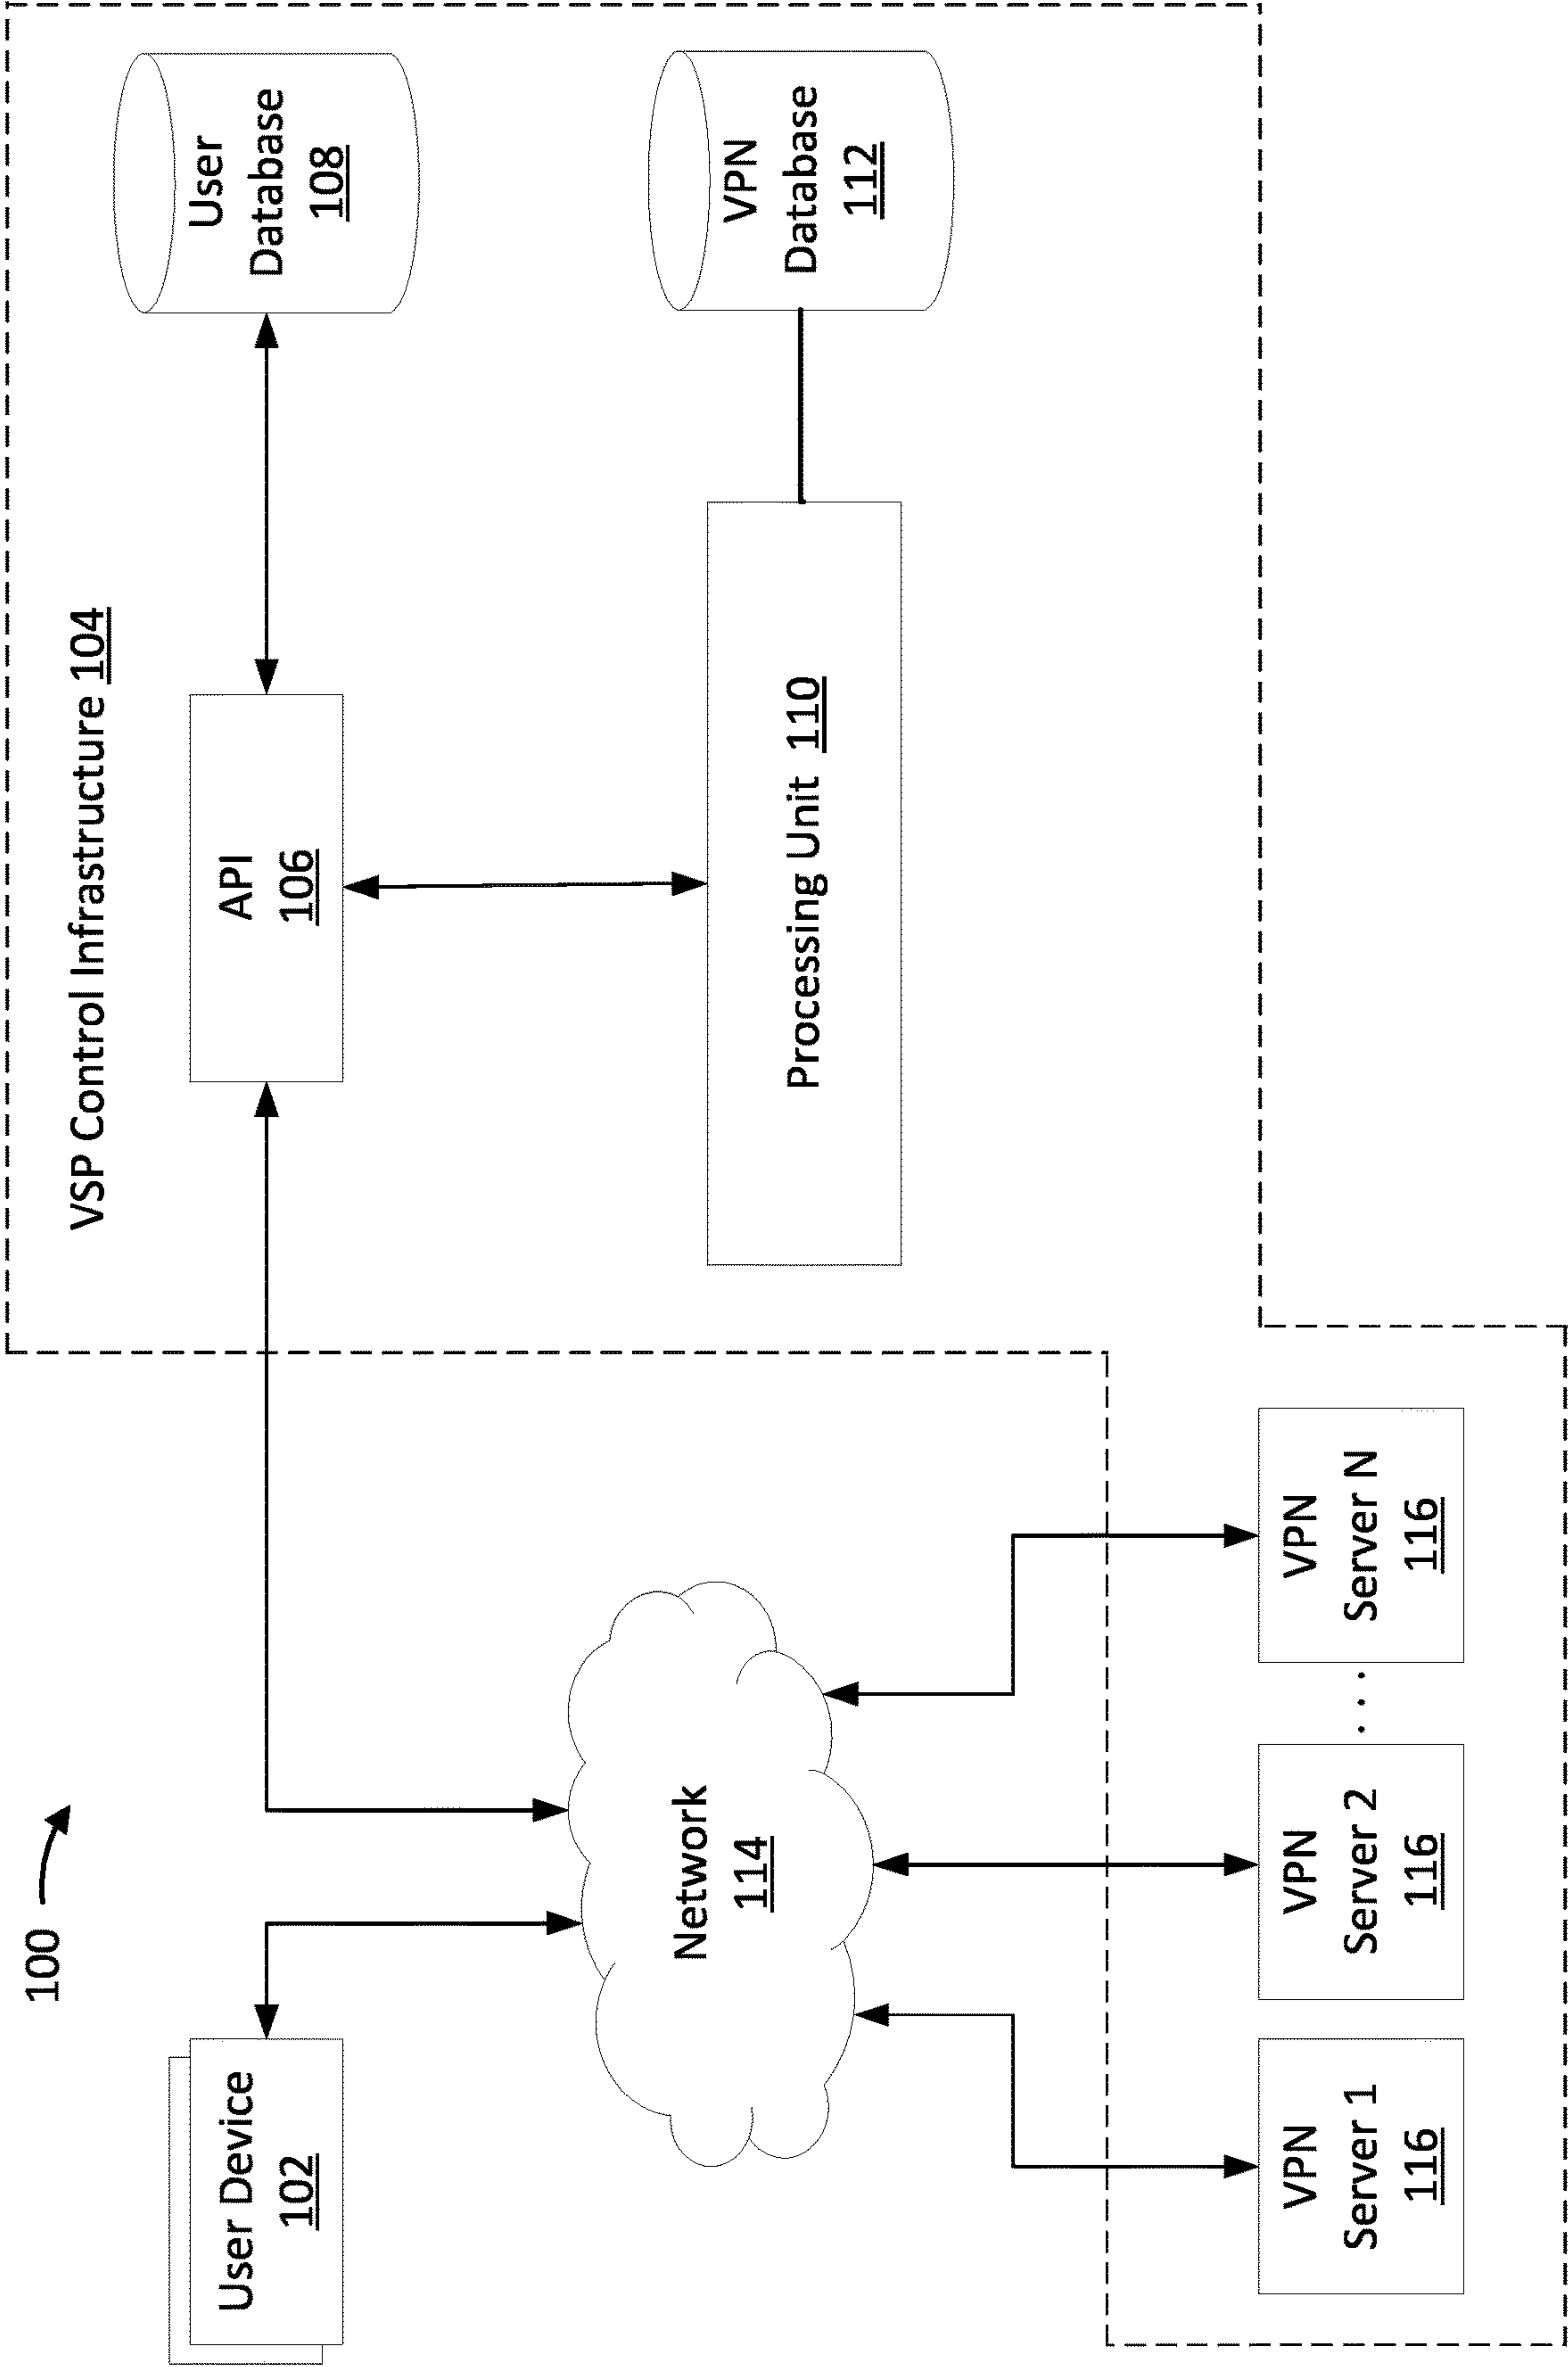 100
VSP Control Infrastructure 104
User Device
102
API
106
User
Database
108
Network
114
Processing Unit 110
VPN
Database
112
VPN
Server 1
116
VPN
Server 2
116
. . .
VPN
Server N
116